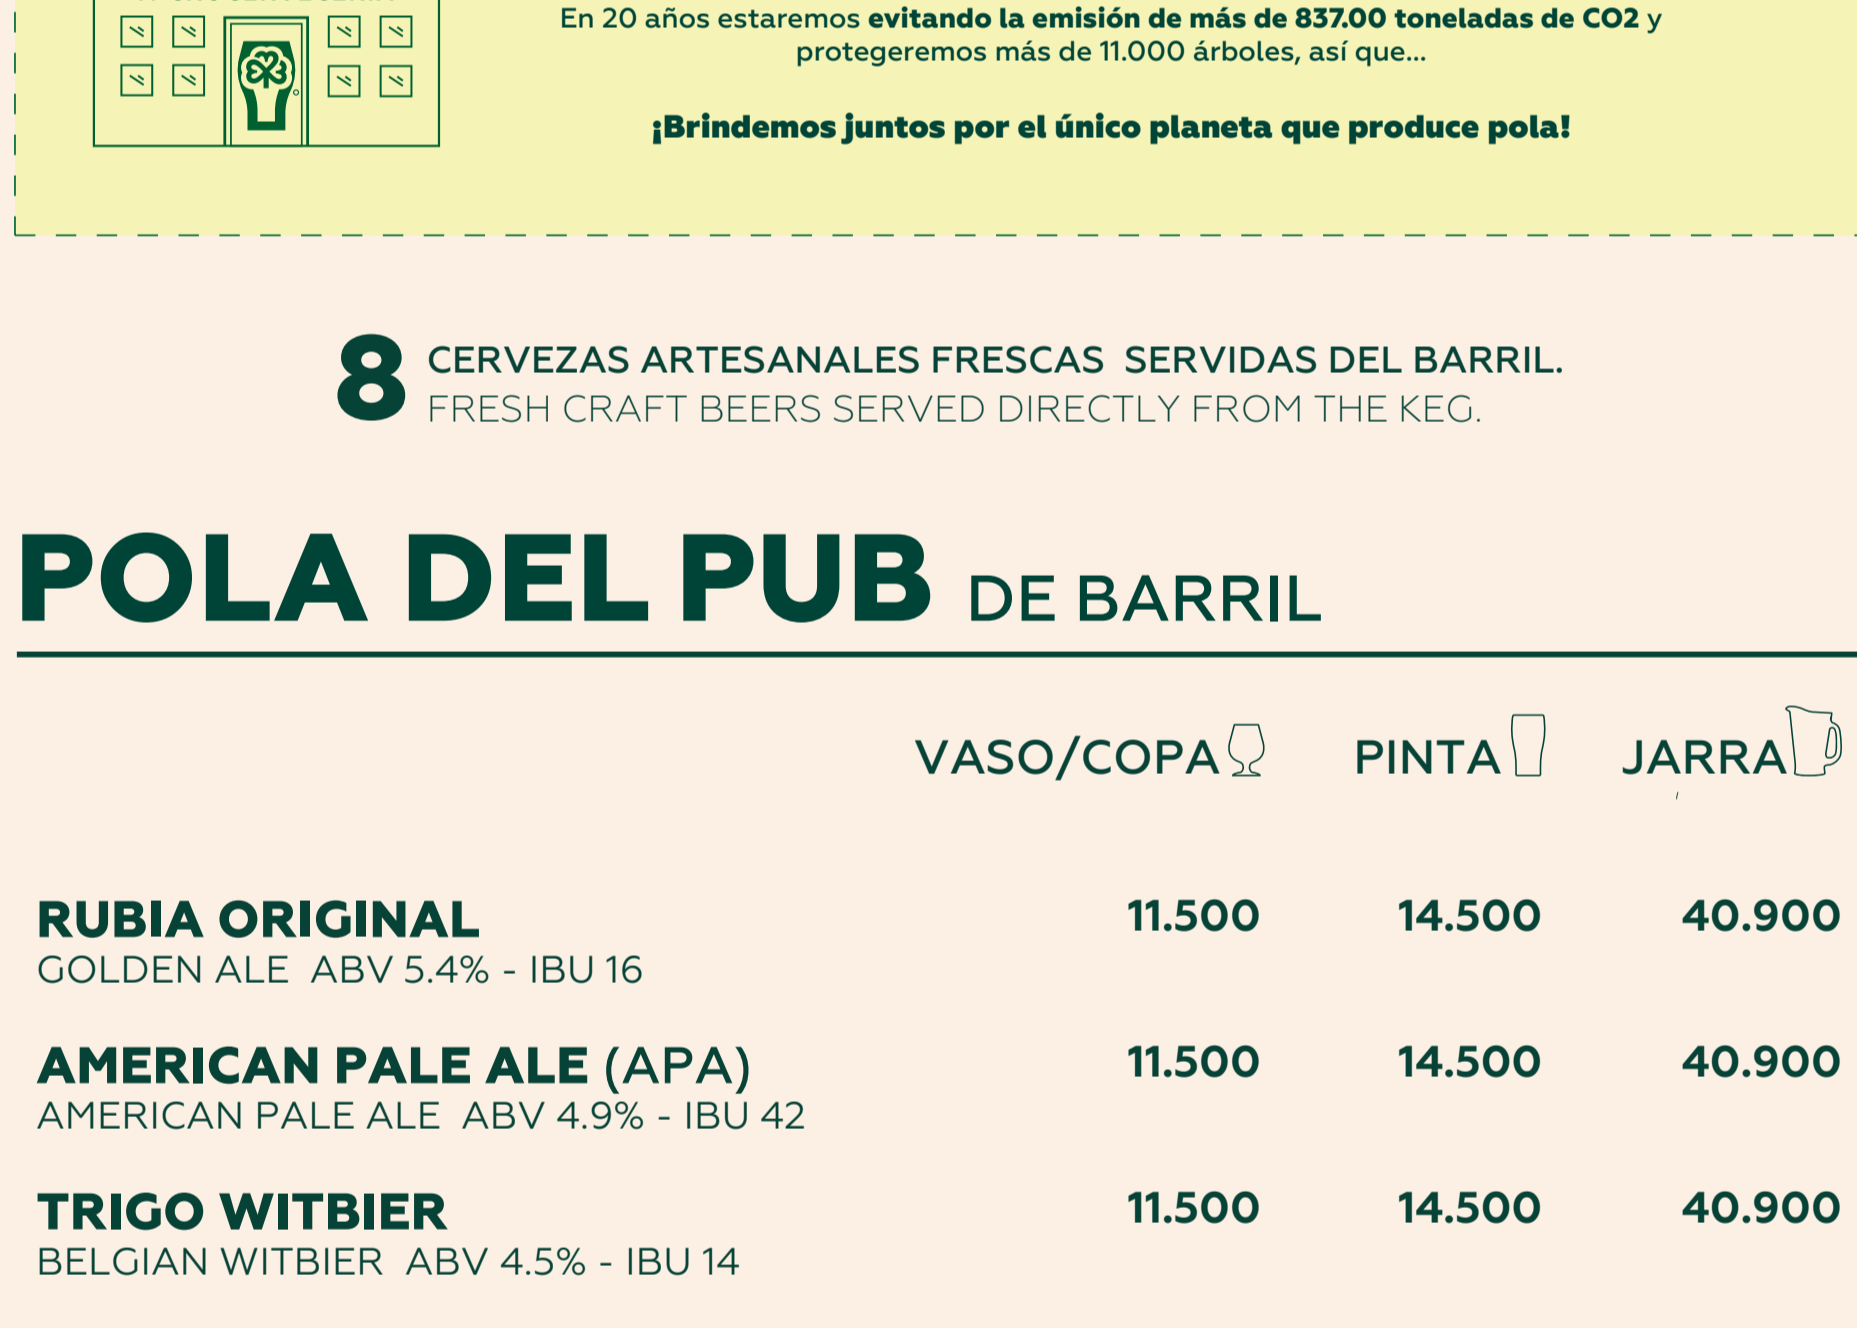 En 20 años estaremos evitando la emisión de más de 837.00 toneladas de CO2 y
protegeremos más de 11.000 árboles, así que...
¡Brindemos juntos por el único planeta que produce pola!
8 CERVEZAS ARTESANALES FRESCAS SERVIDAS DEL BARRIL.
FRESH CRAFT BEERS SERVED DIRECTLY FROM THE KEG.
POLA DEL PUB DE BARRIL
VASO/COPA PINTA JARRA
RUBIA ORIGINAL 11.500 14.500 40.900
GOLDEN ALE ABV 5.4% - IBU 16
AMERICAN PALE ALE (APA) 11.500 14.500 40.900
AMERICAN PALE ALE ABV 4.9% - IBU 42
TRIGO WITBIER 11.500 14.500 40.900
BELGIAN WITBIER ABV 4.5% - IBU 14